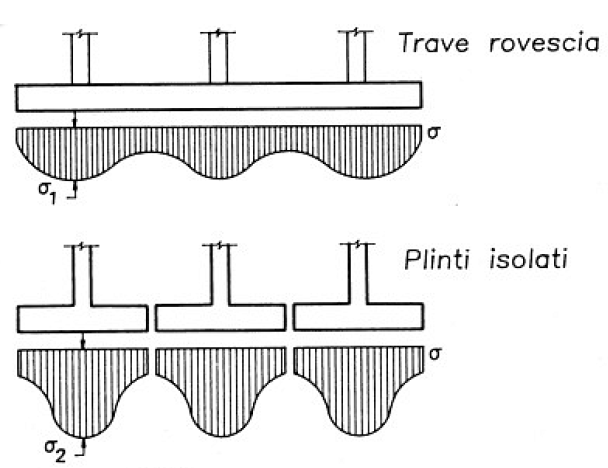 Trave rovescia
σ
σ1
Plinti isolati
σ
σ2